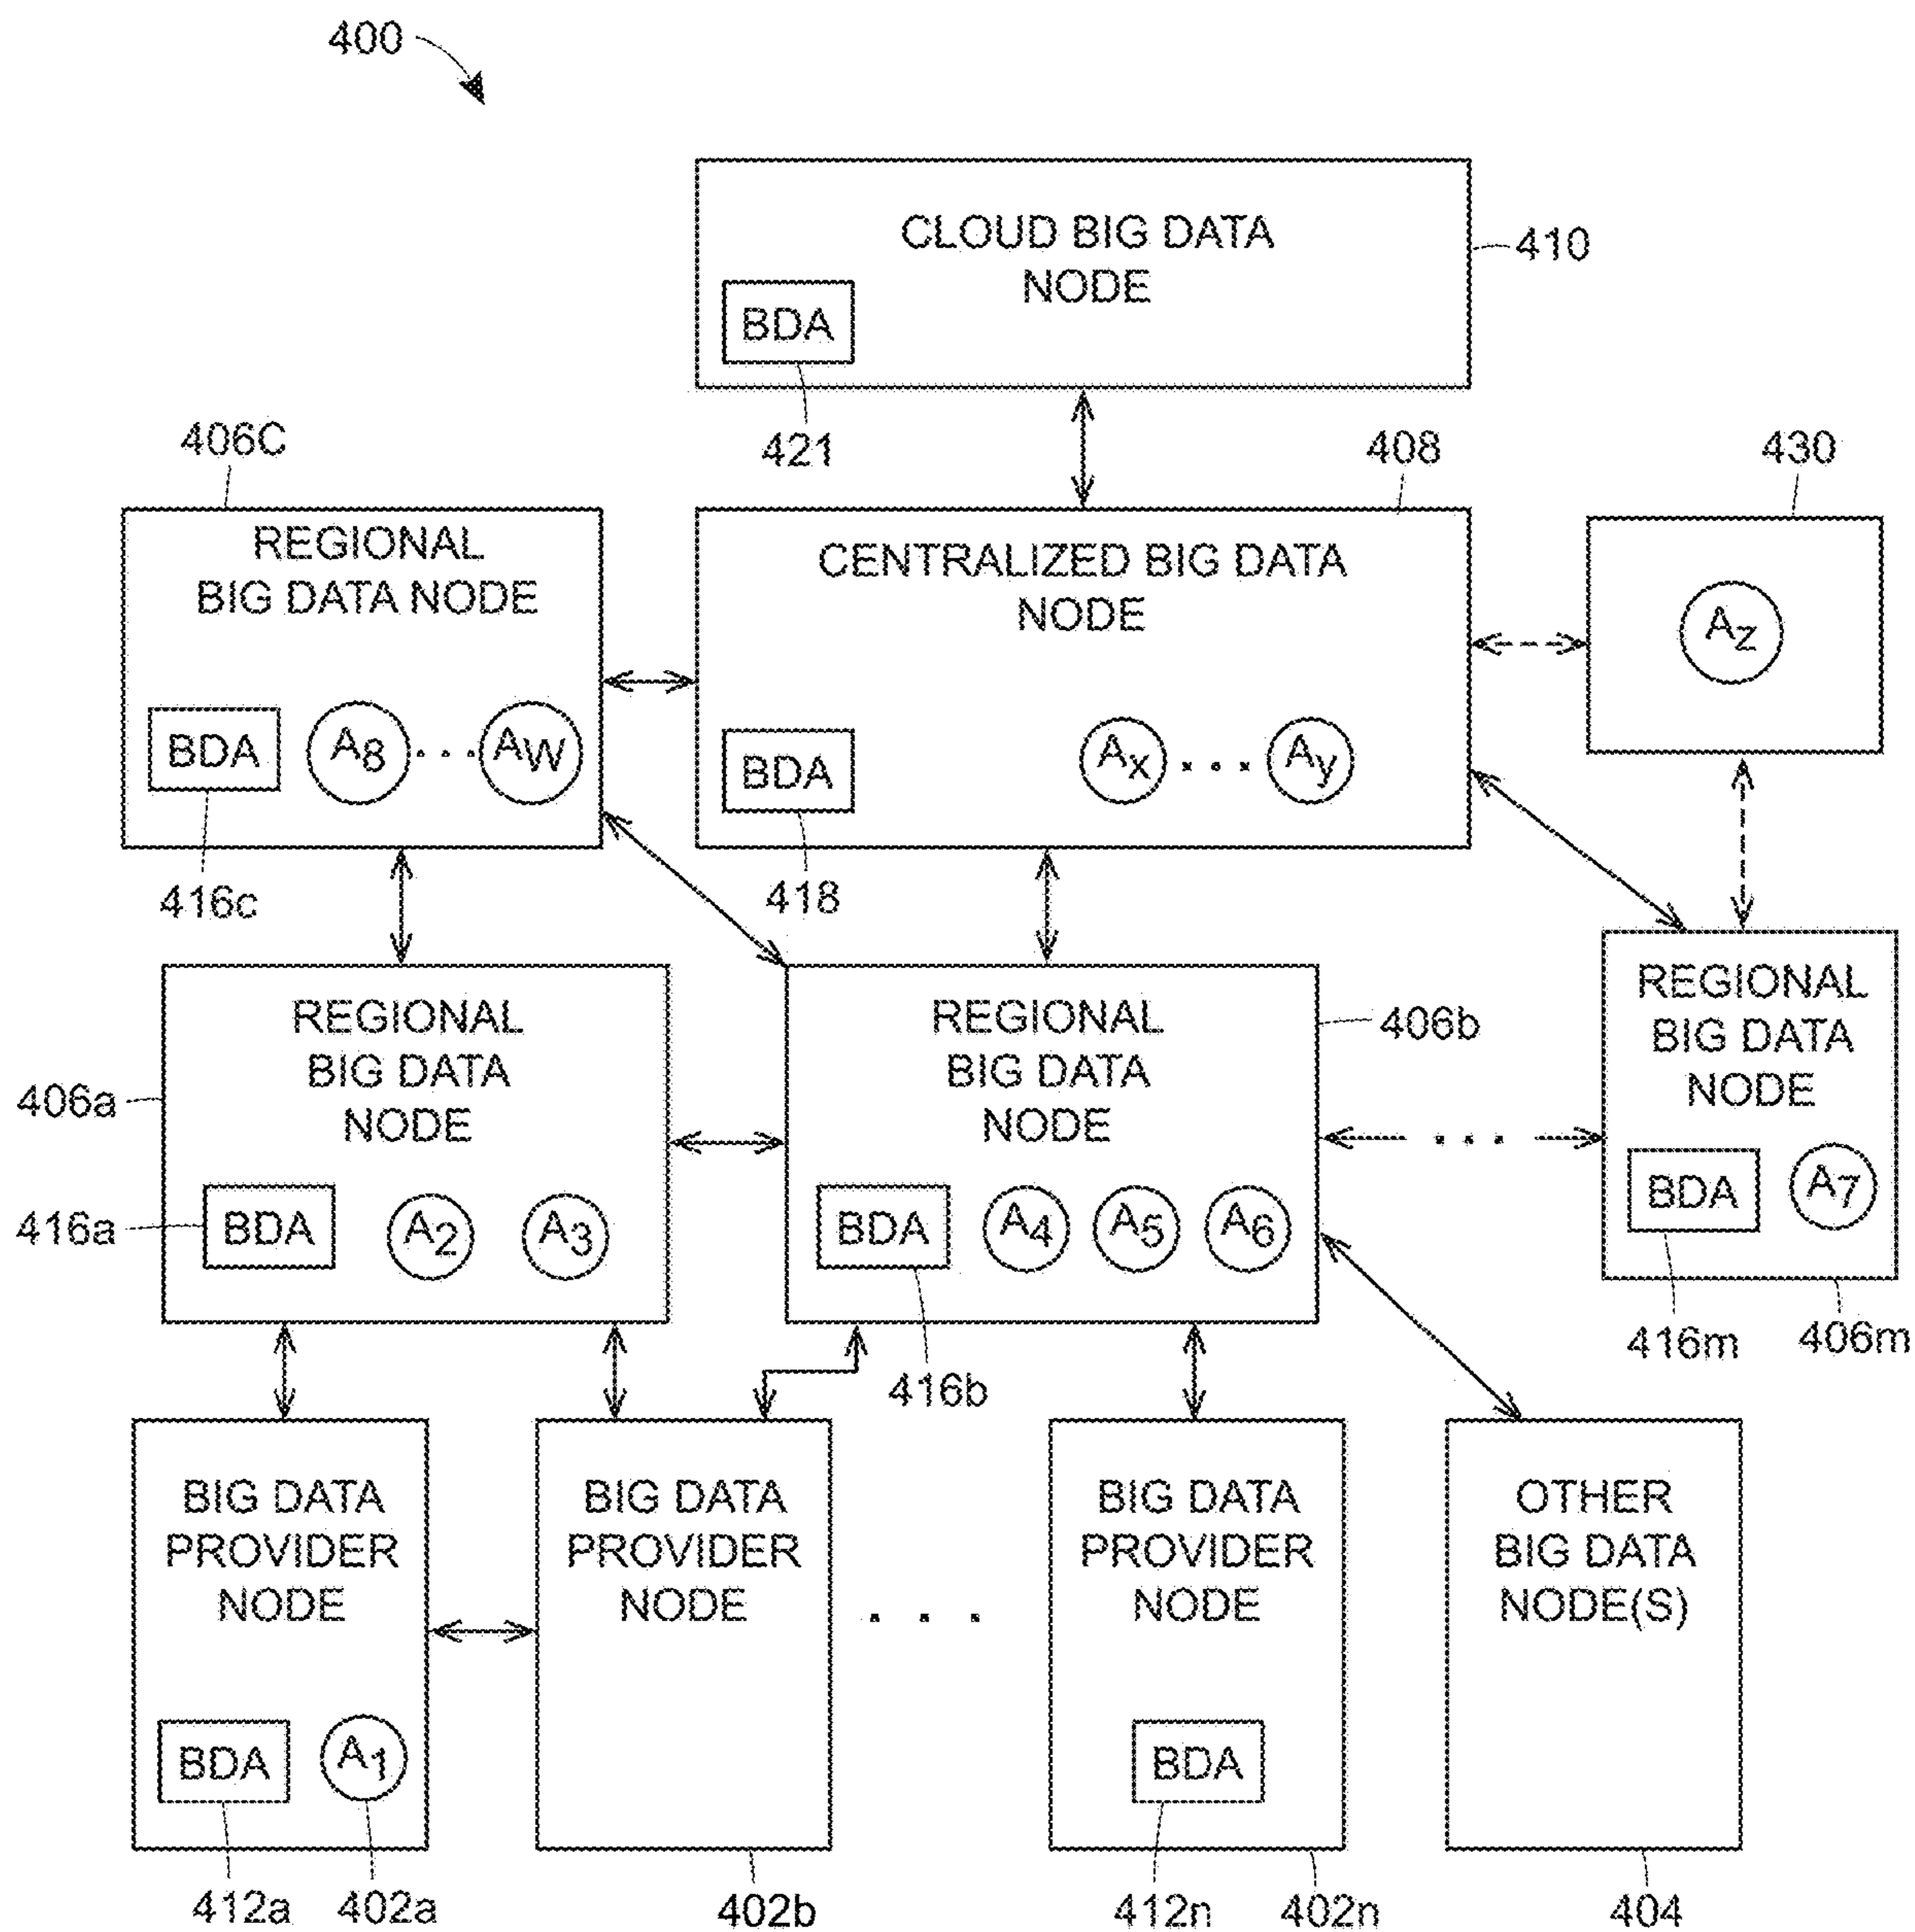 400
CLOUD BIG DATA
NODE
410
BDA
421
406C
408
430
REGIONAL
BIG DATA NODE
BDA
A8
...
AW
416c
CENTRALIZED BIG DATA
NODE
BDA
Ax
...
Ay
418
Az
REGIONAL
BIG DATA
NODE
406a
416a
BDA
A2
A3
REGIONAL
BIG DATA
NODE
406b
BDA
A4
A5
A6
416b
...
REGIONAL
BIG DATA
NODE
BDA
A7
416m
406m
BIG DATA
PROVIDER
NODE
BDA
A1
412a
402a
BIG DATA
PROVIDER
NODE
402b
...
BIG DATA
PROVIDER
NODE
BDA
412n
402n
OTHER
BIG DATA
NODE(S)
404